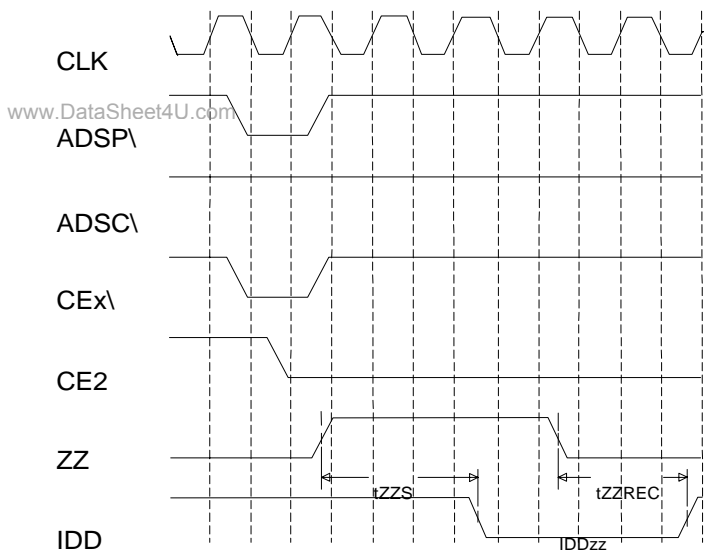 CLK
www.DataSheet4U.com
ADSP\
ADSC\
CEx\
CE2
ZZ
tZZS
tZZREC
IDD
IDDzz